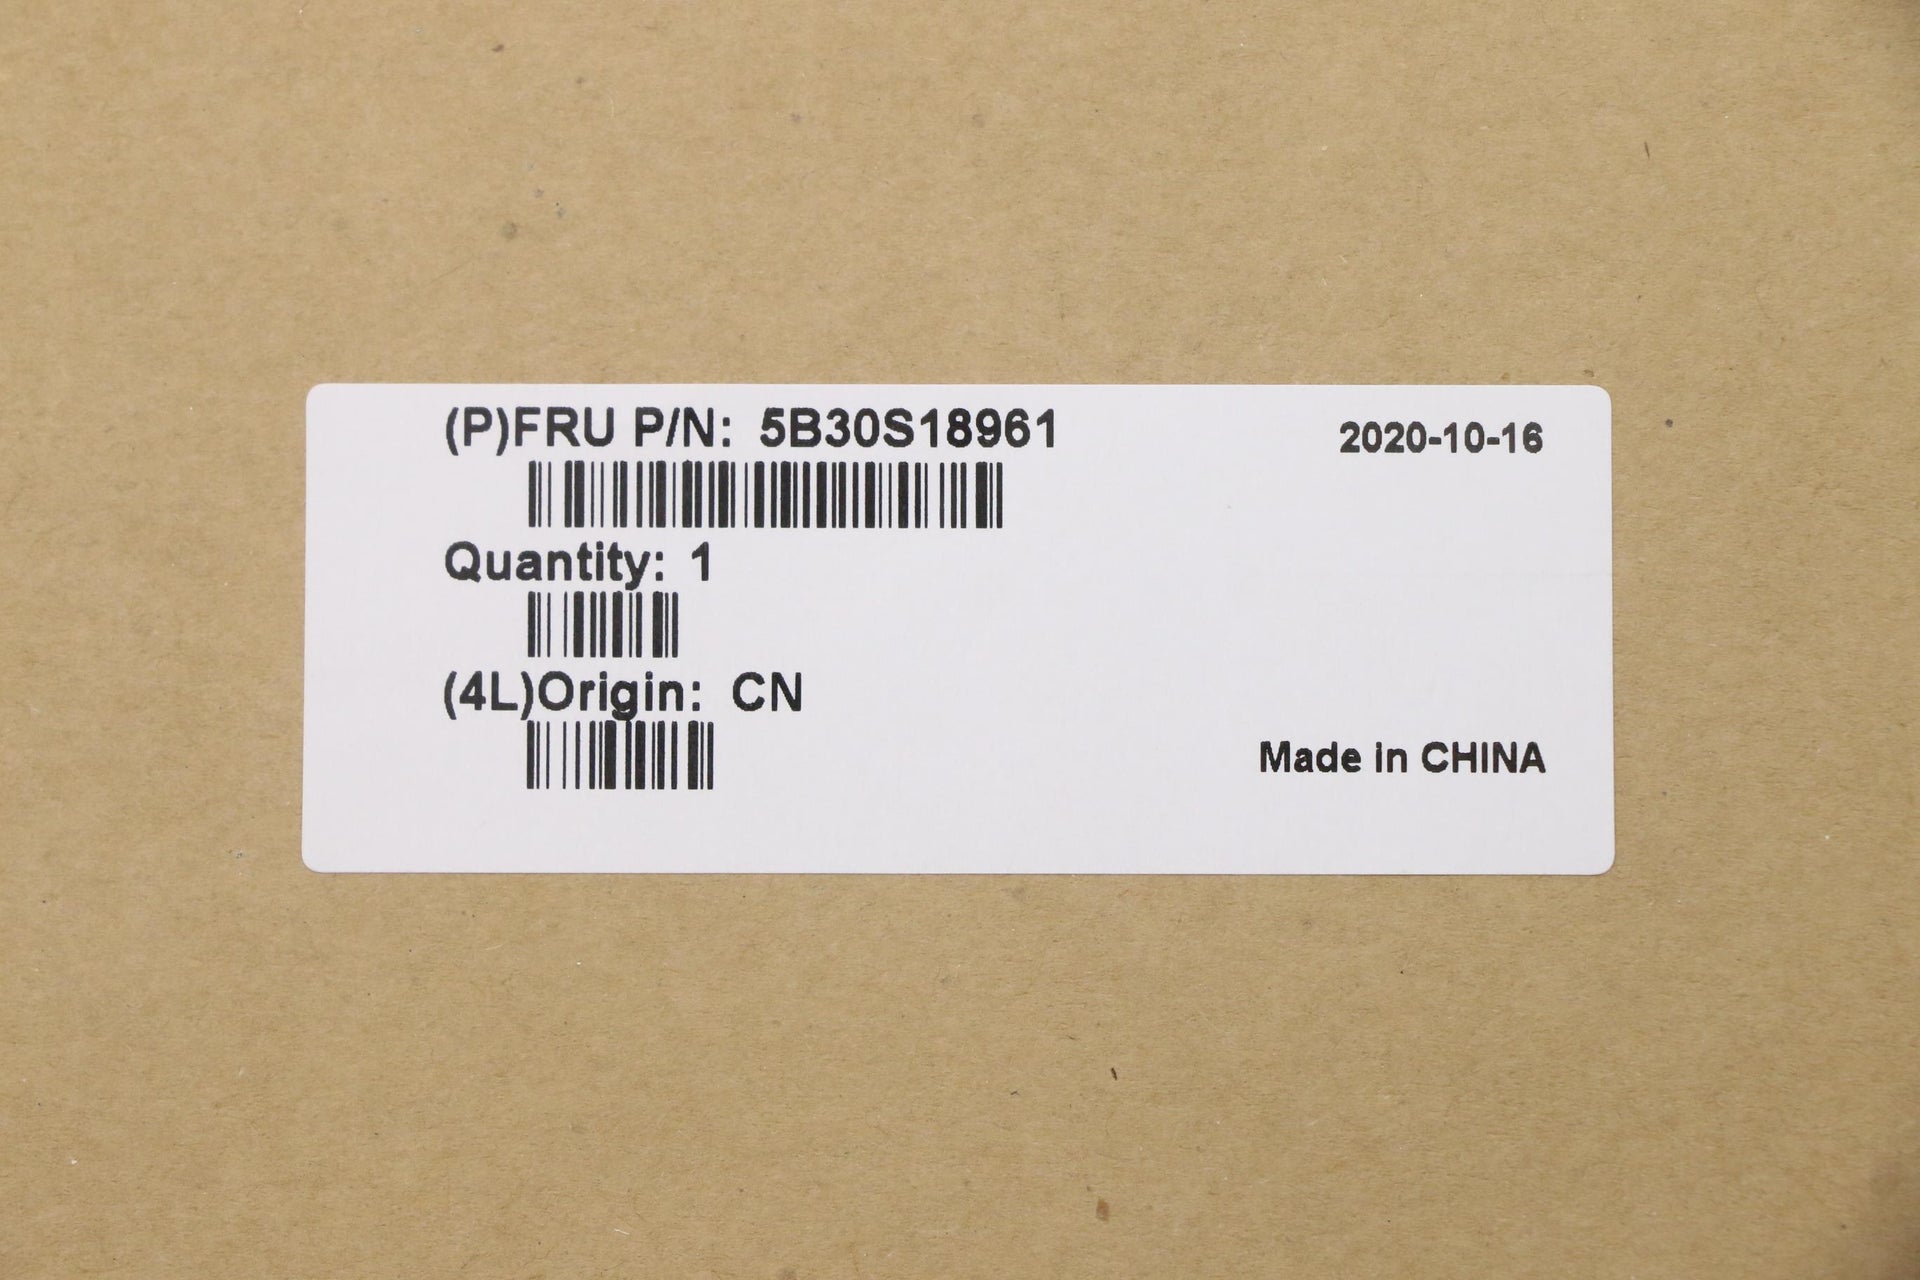 (P)FRU P/N: 5B30S18961
2020-10-16
Quantity: 1
(4L)Origin: CN
Made in CHINA